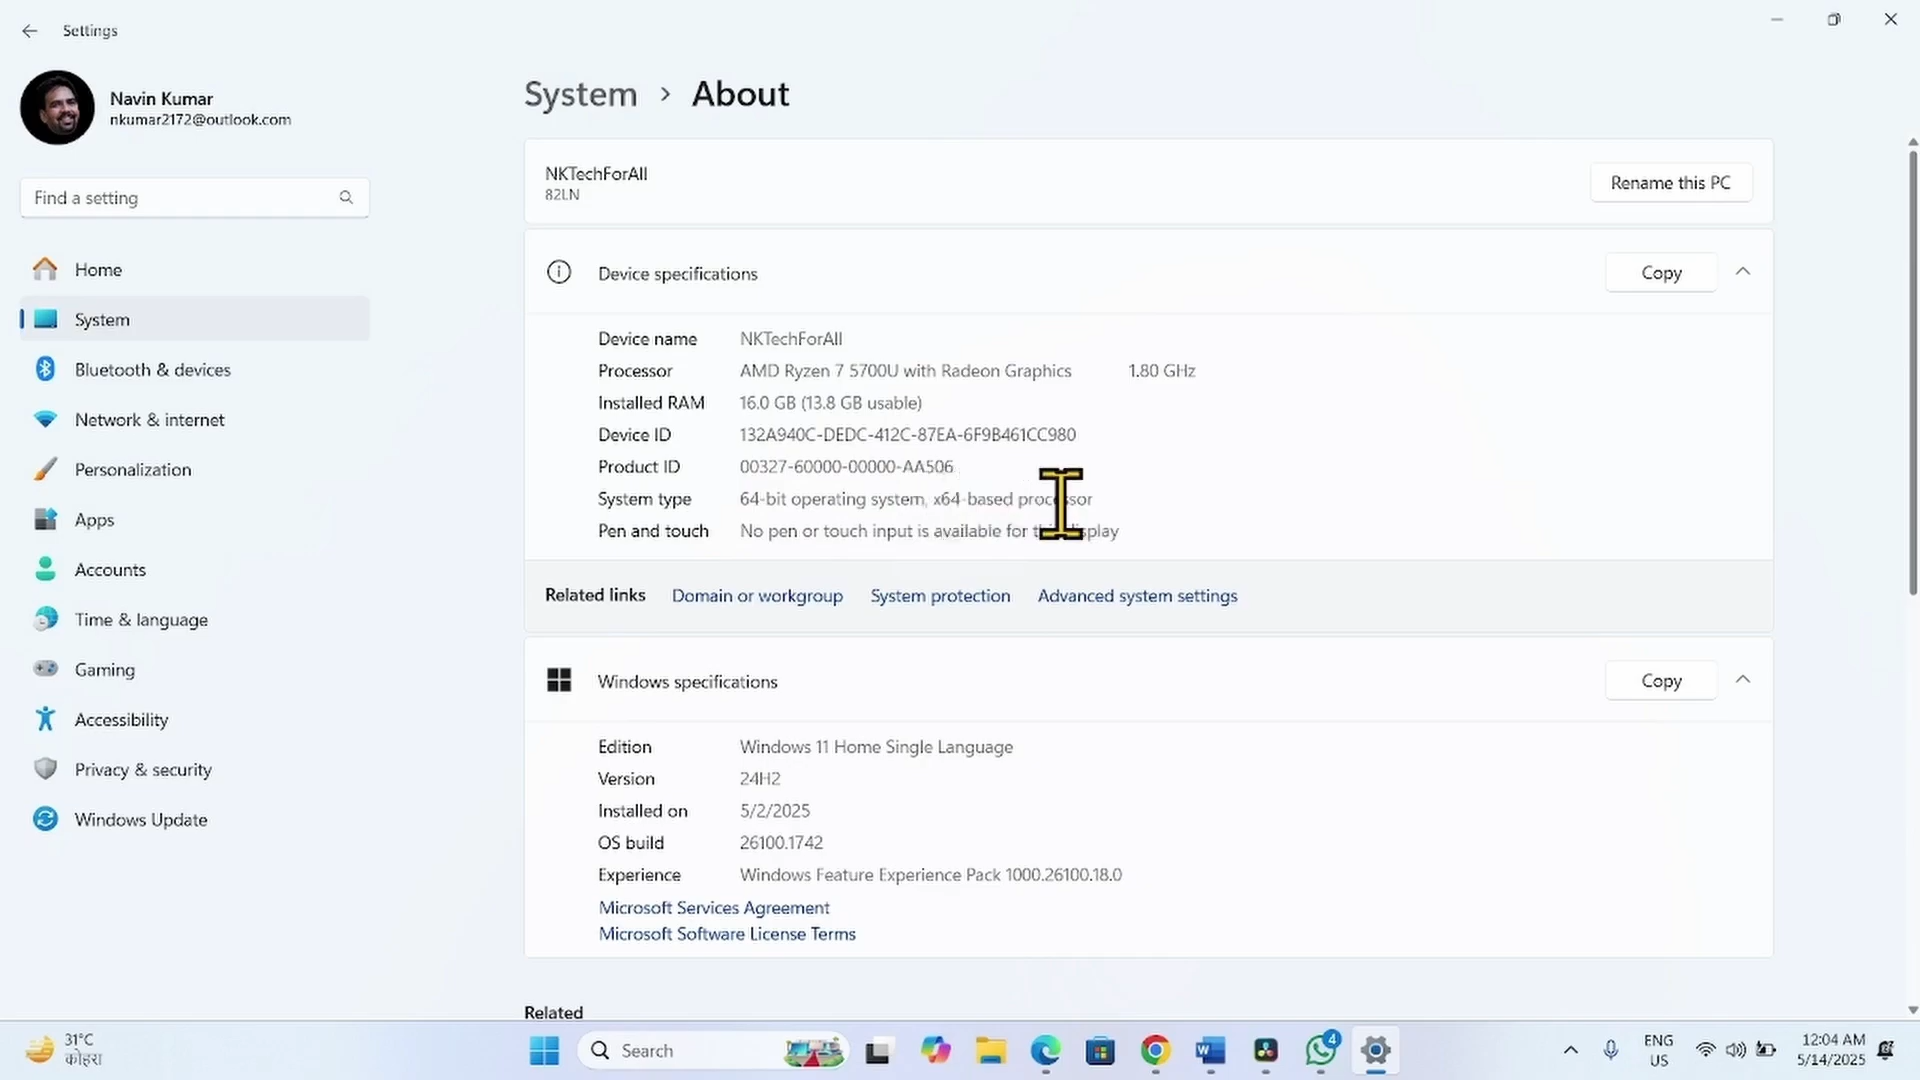 Settings
Navin Kumar
nkumar2172@outlook.com
Find a setting
Home
System
Bluetooth & devices
Network & internet
Personalization
Apps
Accounts
Time & language
Gaming
Accessibility
Privacy & security
Windows Update
System > About
NKTechForAll
82LN
Rename this PC
Device specifications
Copy
Device name NKTechForAll
Processor AMD Ryzen 7 5700U with Radeon Graphics 1.80 GHz
Installed RAM 16.0 GB (13.8 GB usable)
Device ID 132A940C-DEDC-412C-87EA-6F9B461CC980
Product ID 00327-60000-00000-AA506
System type 64-bit operating system, x64-based processor
Pen and touch No pen or touch input is available for this display
Related links Domain or workgroup System protection Advanced system settings
Windows specifications
Copy
Edition Windows 11 Home Single Language
Version 24H2
Installed on 5/2/2025
OS build 26100.1742
Experience Windows Feature Experience Pack 1000.26100.18.0
Microsoft Services Agreement
Microsoft Software License Terms
Related
31°C
कोहरा
Search
4
ENG
US
12:04 AM
5/14/2025